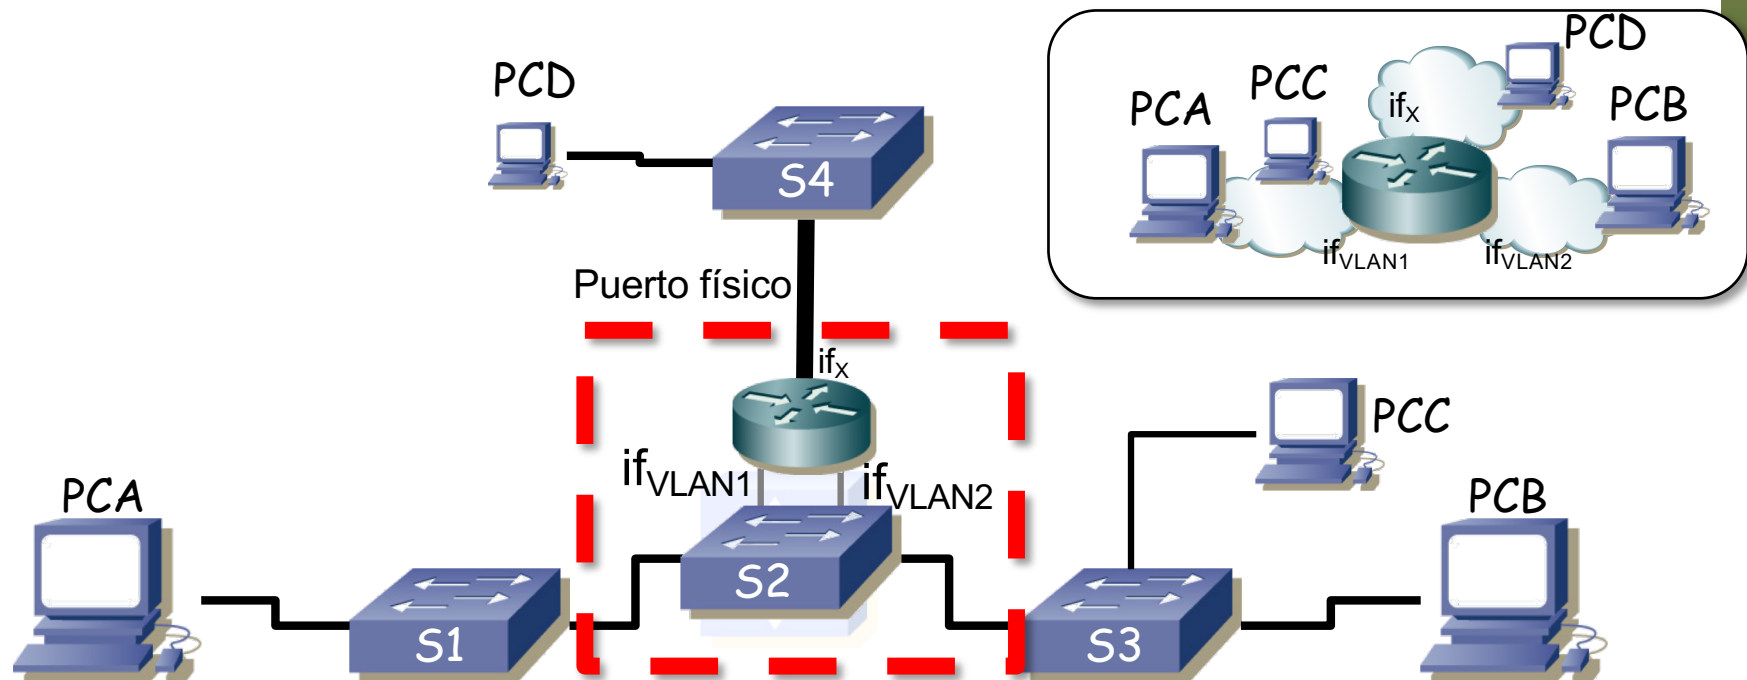 PCD
S4
Puerto físico
ifX
ifVLAN1
ifVLAN2
S2
PCA
S1
S3
PCC
PCB
PCA
PCC
PCD
PCB
ifX
ifVLAN1
ifVLAN2